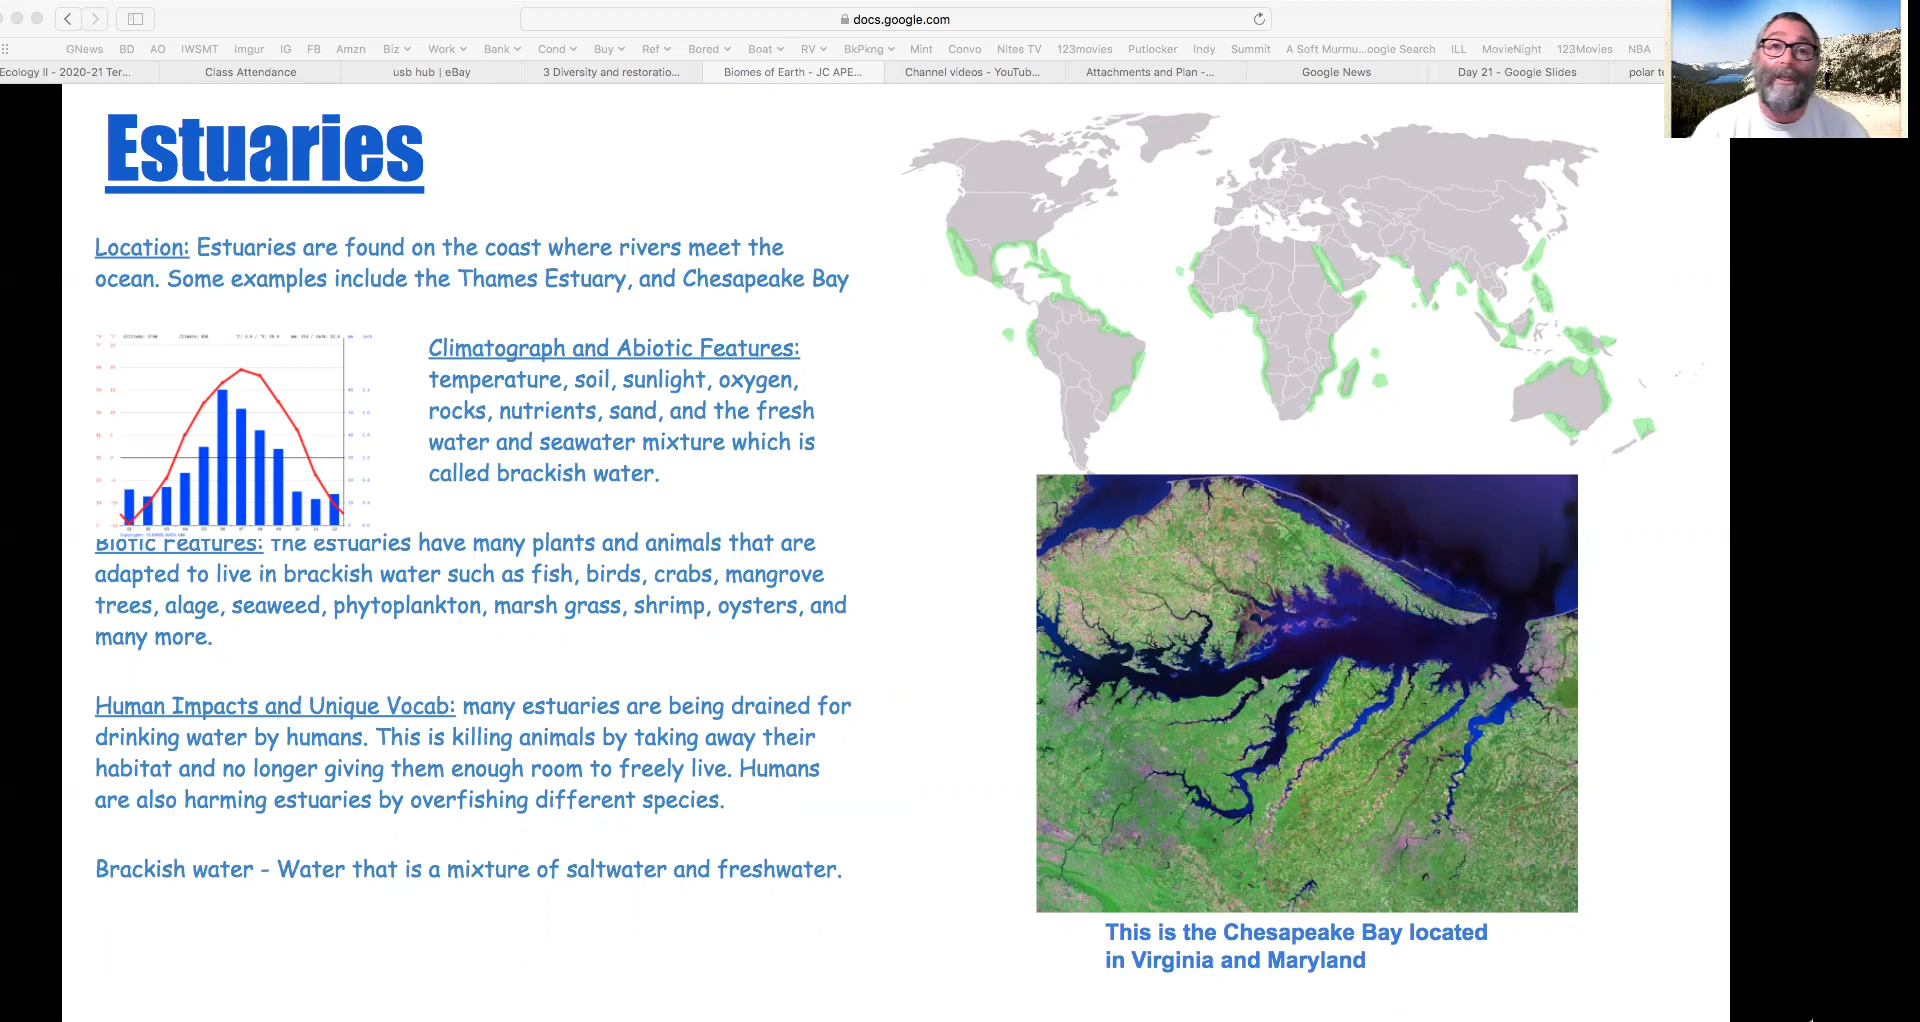 docs.google.com
GNews BD AO IWSMT Imgur IG FB Amzn Biz Work Bank Cond Buy Ref Bored Boat RV BkPkng Mint Convo Nites TV 123movies Putlocker Indy Summit A Soft Murmu...oogle Search ILL MovieNight 123Movies NBA
Ecology II - 2020-21 Ter... Class Attendance usb hub | eBay 3 Diversity and restoratio... Biomes of Earth - JC APE... Channel videos - YouTub... Attachments and Plan -... Google News Day 21 - Google Slides polar te
Estuaries
Location: Estuaries are found on the coast where rivers meet the
ocean. Some examples include the Thames Estuary, and Chesapeake Bay
Climatograph and Abiotic Features:
temperature, soil, sunlight, oxygen,
rocks, nutrients, sand, and the fresh
water and seawater mixture which is
called brackish water.
Biotic Features: The estuaries have many plants and animals that are
adapted to live in brackish water such as fish, birds, crabs, mangrove
trees, alage, seaweed, phytoplankton, marsh grass, shrimp, oysters, and
many more.
Human Impacts and Unique Vocab: many estuaries are being drained for
drinking water by humans. This is killing animals by taking away their
habitat and no longer giving them enough room to freely live. Humans
are also harming estuaries by overfishing different species.
Brackish water - Water that is a mixture of saltwater and freshwater.
This is the Chesapeake Bay located
in Virginia and Maryland